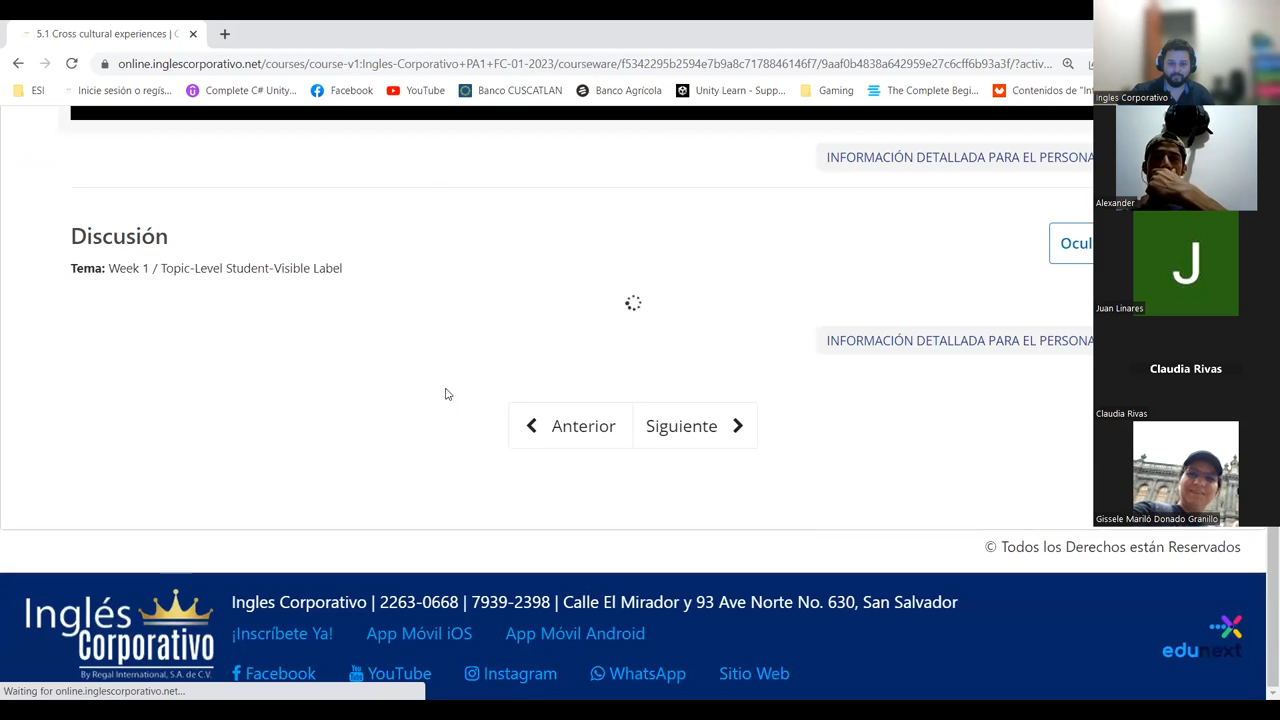 5.1 Cross cultural experiences | C
online.inglescorporativo.net/courses/course-v1:Ingles-Corporativo+PA1+FC-01-2023/courseware/f5342295b2594e7b9a8c7178846146f7/9aaf0b4838a642959e27c6cff6b93a3f/?activ...
ESI
Inicie sesión o regís...
Complete C# Unity...
Facebook
YouTube
Banco CUSCATLAN
Banco Agrícola
Unity Learn - Supp...
Gaming
The Complete Begi...
Contenidos de "Int
INFORMACIÓN DETALLADA PARA EL PERSONA
Discusión
Ocul
Tema: Week 1 / Topic-Level Student-Visible Label
INFORMACIÓN DETALLADA PARA EL PERSONA
Anterior
Siguiente
© Todos los Derechos están Reservados
Inglés Corporativo
By Regal International, S.A. de C.V.
Ingles Corporativo | 2263-0668 | 7939-2398 | Calle El Mirador y 93 Ave Norte No. 630, San Salvador
¡Inscríbete Ya!
App Móvil iOS
App Móvil Android
Facebook
YouTube
Instagram
WhatsApp
Sitio Web
edunext
Waiting for online.inglescorporativo.net...
Ingles Corporativo
Alexander
J
Juan Linares
Claudia Rivas
Claudia Rivas
Gissele Mariló Donado Granillo